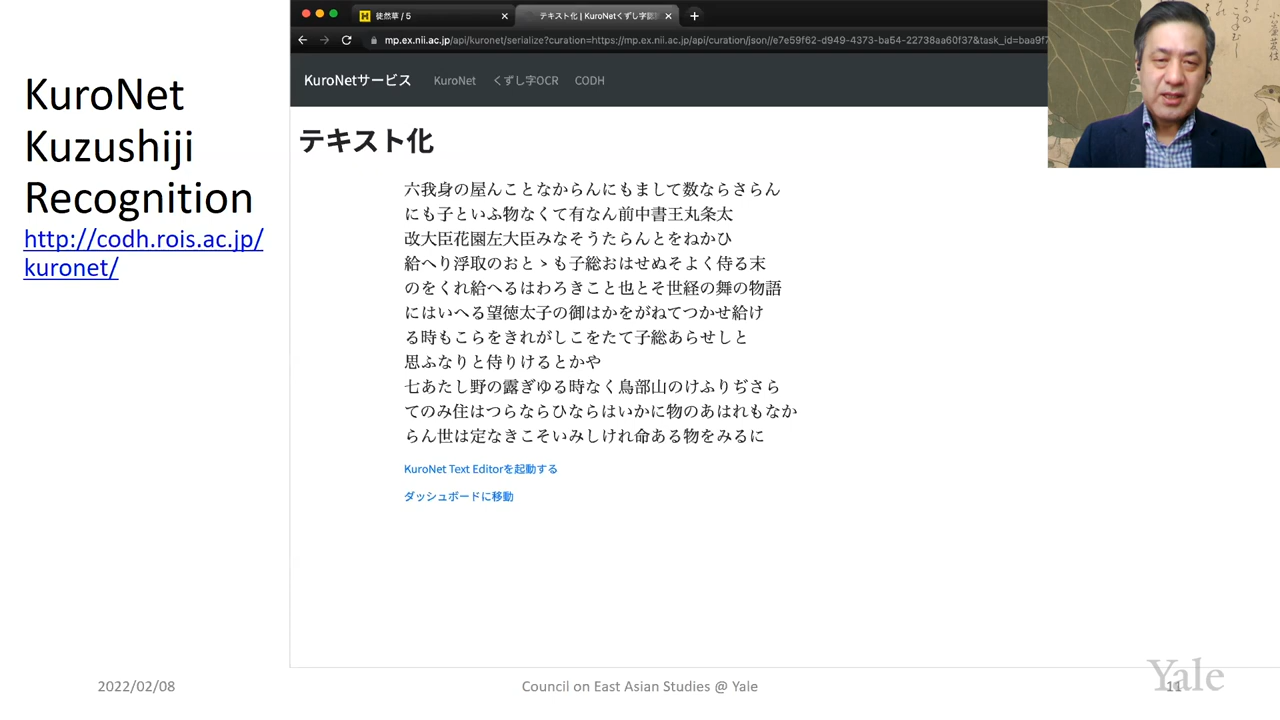 KuroNet
Kuzushiji
Recognition
http://codh.rois.ac.jp/
kuronet/
徒然草 / 5
テキスト化 | KuroNetくずし字認
mp.ex.nii.ac.jp/api/kuronet/serialize?curation=https://mp.ex.nii.ac.jp/api/curation/json//e7e59f62-d949-4373-ba54-22738aa60f37&task_id=baa9f7
KuroNetサービス
KuroNet
くずし字OCR
CODH
テキスト化
六我身の屋んことなからんにもまして数ならさらん
にも子といふ物なくて有なん前中書王丸条太
改大臣花園左大臣みなそうたらんとをねかひ
給へり浮取のおとゝも子総おはせぬそよく侍る末
のをくれ給へるはわろきこと也とそ世経の舞の物語
にはいへる望徳太子の御はかをがねてつかせ給け
る時もこらをきれがしこをたて子総あらせしと
思ふなりと侍りけるとかや
七あたし野の露ぎゆる時なく鳥部山のけふりぢさら
てのみ住はつらならひならはいかに物のあはれもなか
らん世は定なきこそいみしけれ命ある物をみるに
KuroNet Text Editorを起動する
ダッシュボードに移動
2022/02/08
Council on East Asian Studies @ Yale
Yale
11